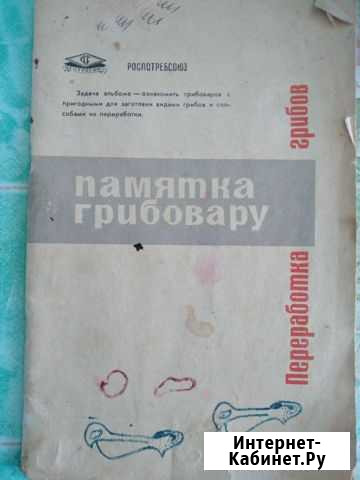 РОСПОТРЕБСОЮЗ
Задача альбома — ознакомить грибоваров с
пригодными для заготовки видами грибов и спо-
собами их переработки.
памятка
грибовару
Переработка грибов
Интернет-
Кабинет.Ру